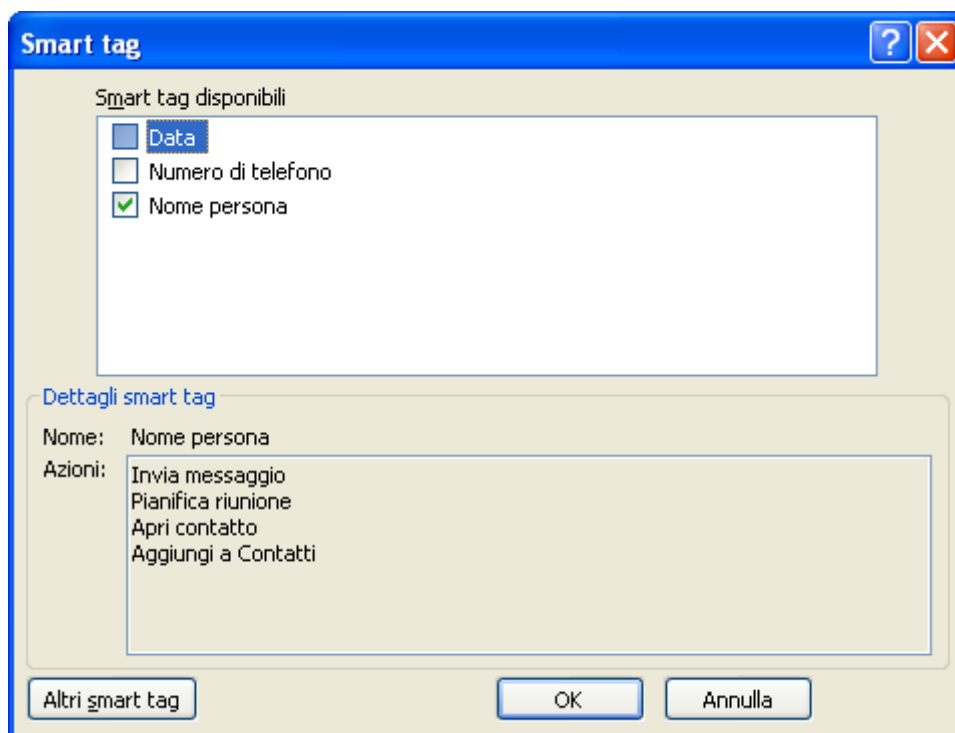 Smart tag
Smart tag disponibili
Data
Numero di telefono
Nome persona
Dettagli smart tag
Nome: Nome persona
Azioni: Invia messaggio
Pianifica riunione
Apri contatto
Aggiungi a Contatti
Altri smart tag OK Annulla